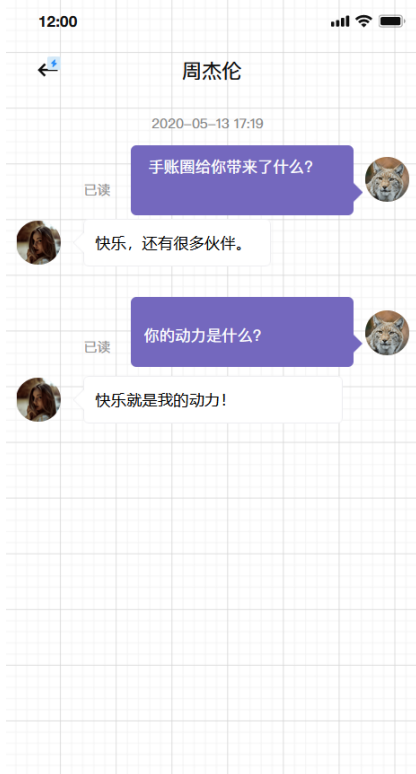 12:00
周杰伦
2020-05-13 17:19
手账圈给你带来了什么?
已读
快乐，还有很多伙伴。
你的动力是什么?
已读
快乐就是我的动力!